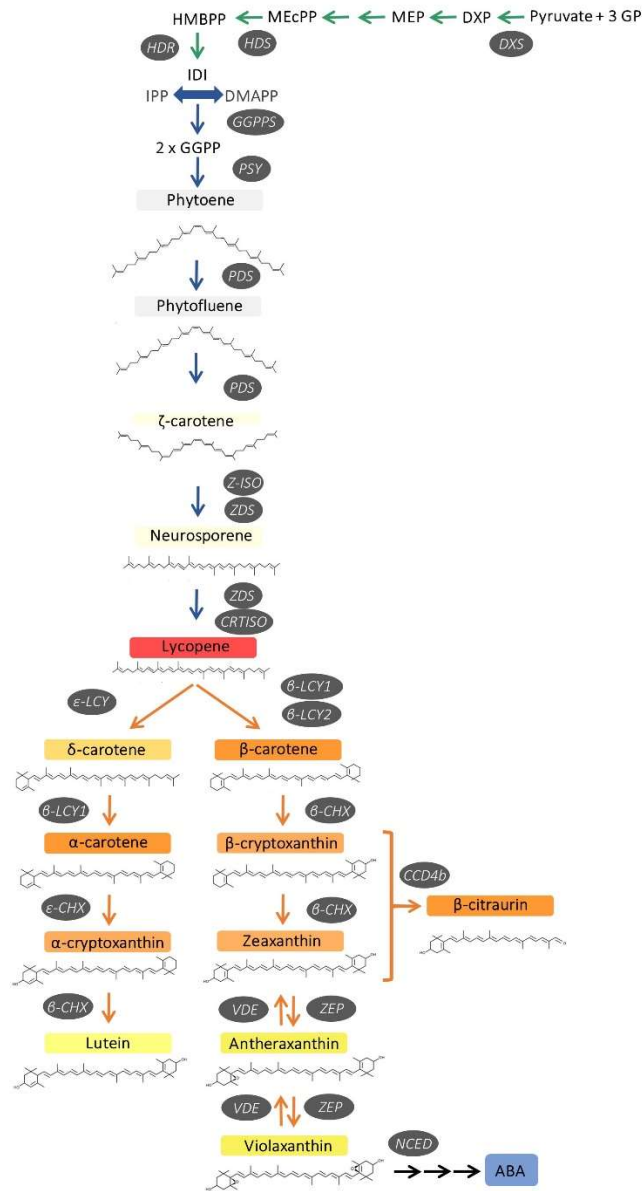 HMBPP
MEcPP
MEP
DXP
Pyruvate + 3 GP
HDR
HDS
DXS
IDI
IPP
DMAPP
GGPPS
2 x GGPP
PSY
Phytoene
PDS
Phytofluene
PDS
ζ-carotene
Z-ISO
ZDS
Neurosporene
ZDS
CRTISO
Lycopene
ε-LCY
β-LCY1
β-LCY2
δ-carotene
β-carotene
β-LCY1
β-CHX
α-carotene
β-cryptoxanthin
CCD4b
β-citraurin
ε-CHX
β-CHX
α-cryptoxanthin
Zeaxanthin
β-CHX
VDE
ZEP
Lutein
Antheraxanthin
VDE
ZEP
Violaxanthin
NCED
ABA